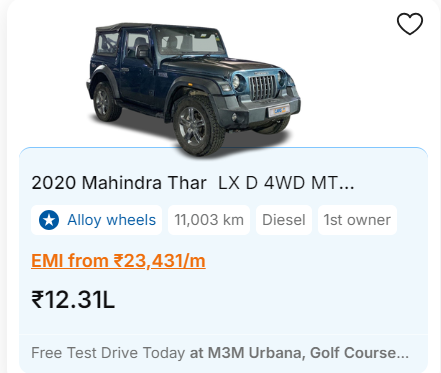 2020 Mahindra Thar LX D 4WD MT...
Alloy wheels 11,003 km Diesel 1st owner
EMI from ₹23,431/m
₹12.31L
Free Test Drive Today at M3M Urbana, Golf Course...